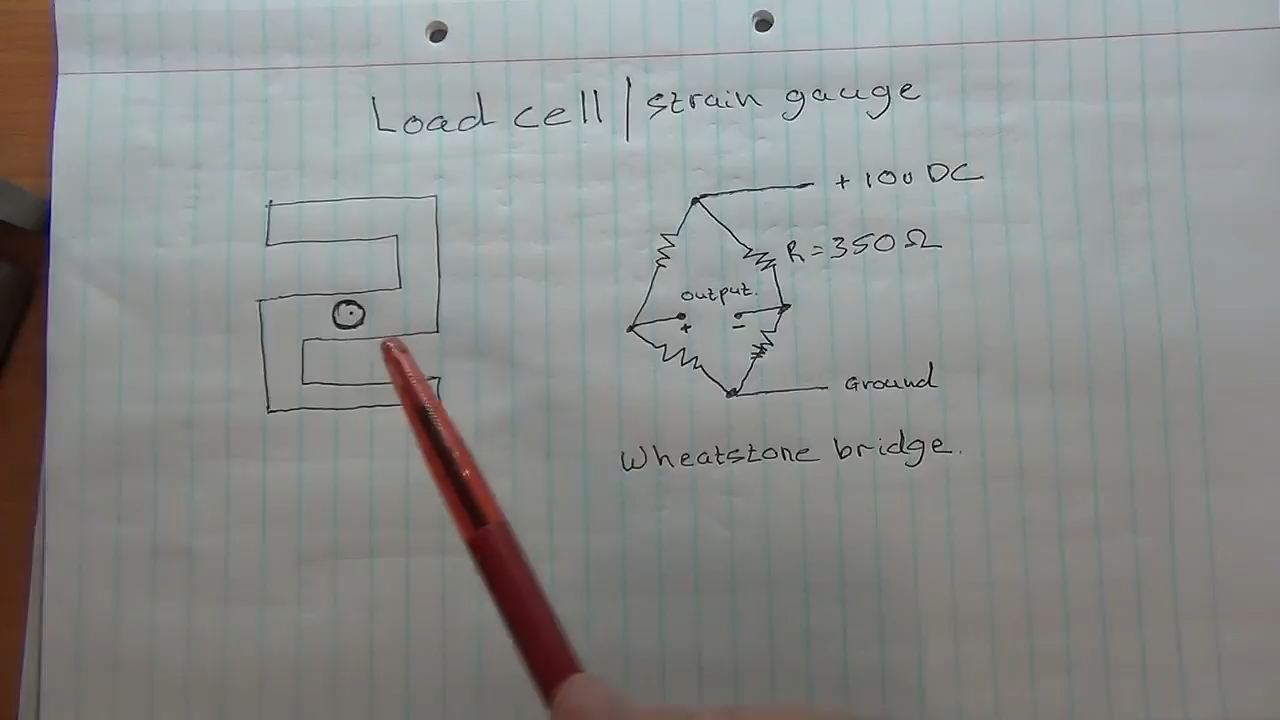 Load cell / strain gauge
+10v DC
R = 350 Ω
output.
+ -
Ground
Wheatstone bridge.